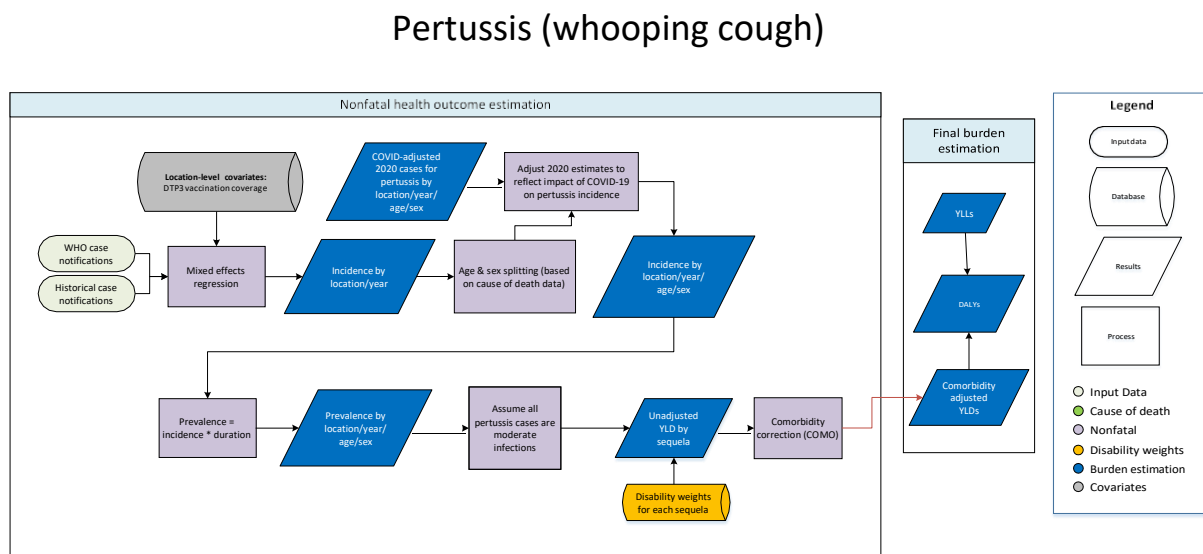 Pertussis (whooping cough)
Nonfatal health outcome estimation
Location-level covariates:
DTP3 vaccination coverage
COVID-adjusted
2020 cases for
pertussis by
location/year/
age/sex
Adjust 2020 estimates to
reflect impact of COVID-19
on pertussis incidence
WHO case
notifications
Historical case
notifications
Mixed effects
regression
Incidence by
location/year
Age & sex splitting (based
on cause of death data)
Incidence by
location/year/
age/sex
Prevalence =
incidence * duration
Prevalence by
location/year/
age/sex
Assume all
pertussis cases are
moderate
infections
Unadjusted
YLD by
sequela
Comorbidity
correction (COMO)
Disability weights
for each sequela
Final burden
estimation
YLLs
DALYs
Comorbidity
adjusted
YLDs
Legend
Input data
Database
Results
Process
Input Data
Cause of death
Nonfatal
Disability weights
Burden estimation
Covariates